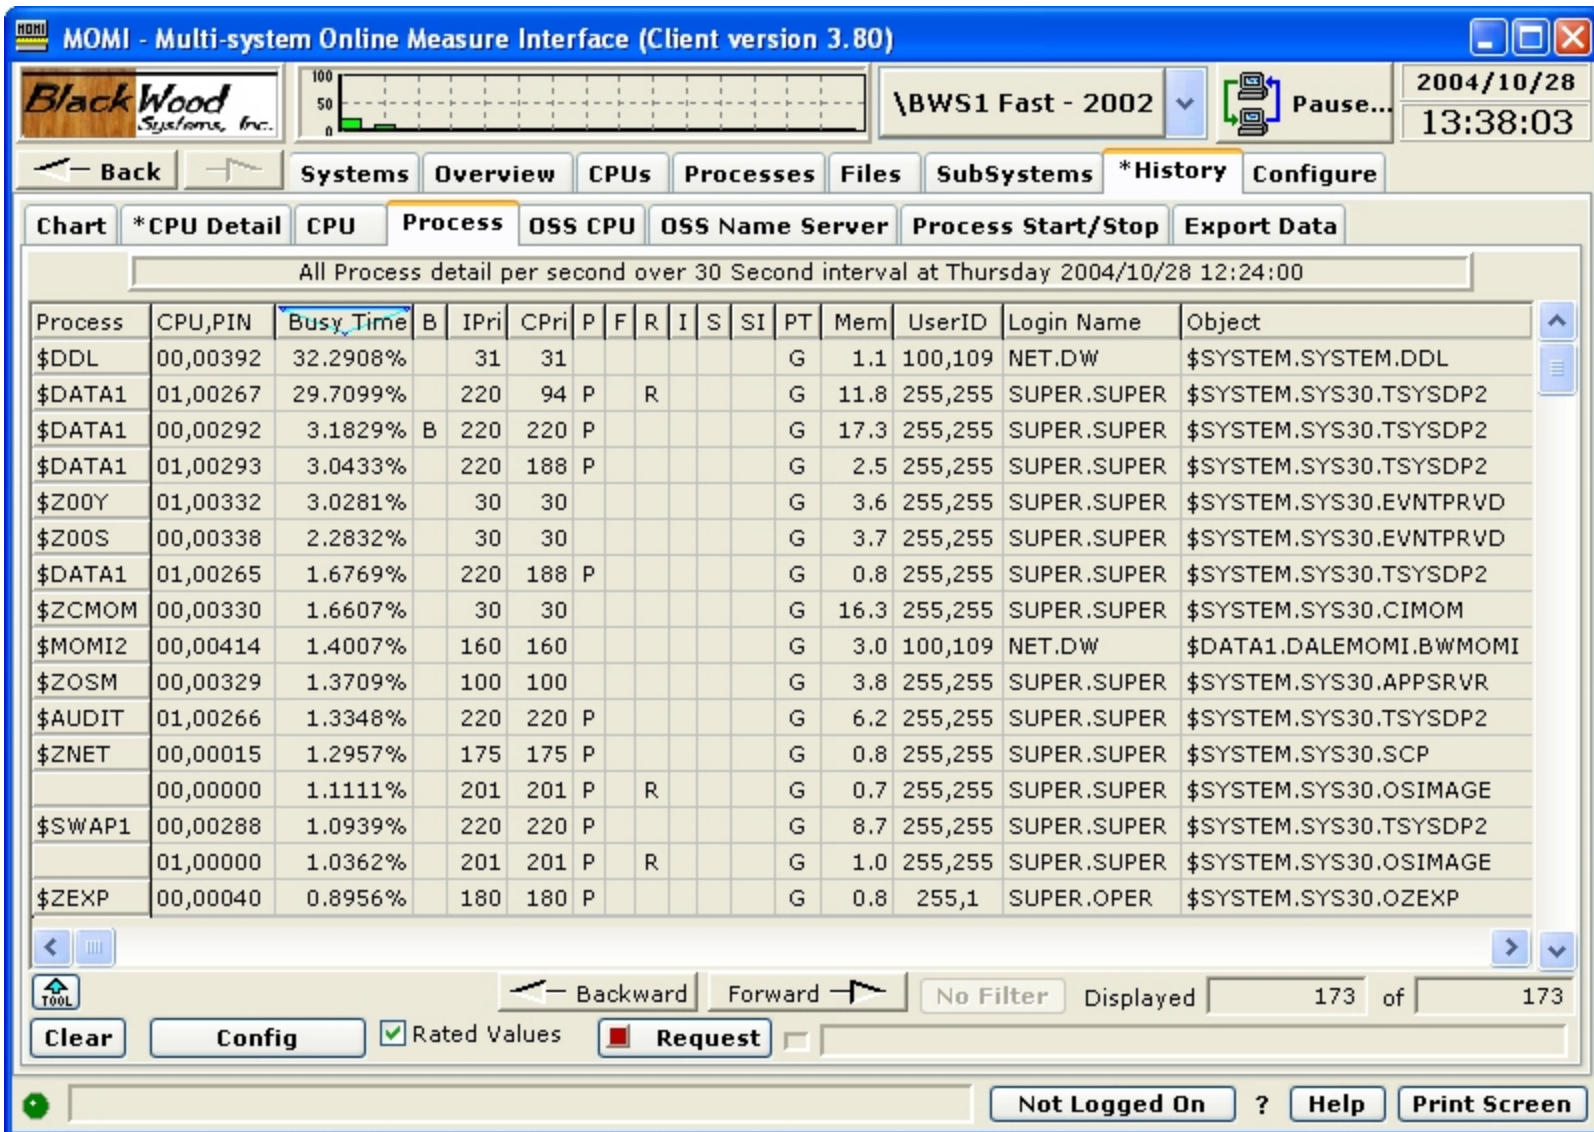 MOMI
MOMI - Multi-system Online Measure Interface (Client version 3.80)
BlackWood Systems, Inc.
100
50
0
\BWS1 Fast - 2002
Pause...
2004/10/28
13:38:03
Back
Systems Overview CPUs Processes Files SubSystems *History Configure
Chart *CPU Detail CPU Process OSS CPU OSS Name Server Process Start/Stop Export Data
All Process detail per second over 30 Second interval at Thursday 2004/10/28 12:24:00
Process CPU,PIN Busy Time B IPri CPri P F R I S SI PT Mem UserID Login Name Object
$DDL 00,00392 32.2908% 31 31 G 1.1 100,109 NET.DW $SYSTEM.SYSTEM.DDL
$DATA1 01,00267 29.7099% 220 94 P R G 11.8 255,255 SUPER.SUPER $SYSTEM.SYS30.TSYSDP2
$DATA1 00,00292 3.1829% B 220 220 P G 17.3 255,255 SUPER.SUPER $SYSTEM.SYS30.TSYSDP2
$DATA1 01,00293 3.0433% 220 188 P G 2.5 255,255 SUPER.SUPER $SYSTEM.SYS30.TSYSDP2
$Z00Y 01,00332 3.0281% 30 30 G 3.6 255,255 SUPER.SUPER $SYSTEM.SYS30.EVNTPRVD
$Z00S 00,00338 2.2832% 30 30 G 3.7 255,255 SUPER.SUPER $SYSTEM.SYS30.EVNTPRVD
$DATA1 01,00265 1.6769% 220 188 P G 0.8 255,255 SUPER.SUPER $SYSTEM.SYS30.TSYSDP2
$ZCMOM 00,00330 1.6607% 30 30 G 16.3 255,255 SUPER.SUPER $SYSTEM.SYS30.CIMOM
$MOMI2 00,00414 1.4007% 160 160 G 3.0 100,109 NET.DW $DATA1.DALEMOMI.BWMOMI
$ZOSM 00,00329 1.3709% 100 100 G 3.8 255,255 SUPER.SUPER $SYSTEM.SYS30.APPSRVR
$AUDIT 01,00266 1.3348% 220 220 P G 6.2 255,255 SUPER.SUPER $SYSTEM.SYS30.TSYSDP2
$ZNET 00,00015 1.2957% 175 175 P G 0.8 255,255 SUPER.SUPER $SYSTEM.SYS30.SCP
00,00000 1.1111% 201 201 P R G 0.7 255,255 SUPER.SUPER $SYSTEM.SYS30.OSIMAGE
$SWAP1 00,00288 1.0939% 220 220 P G 8.7 255,255 SUPER.SUPER $SYSTEM.SYS30.TSYSDP2
01,00000 1.0362% 201 201 P R G 1.0 255,255 SUPER.SUPER $SYSTEM.SYS30.OSIMAGE
$ZEXP 00,00040 0.8956% 180 180 P G 0.8 255,1 SUPER.OPER $SYSTEM.SYS30.OZEXP
TOOL Backward Forward No Filter Displayed 173 of 173
Clear Config Rated Values Request
Not Logged On ? Help Print Screen